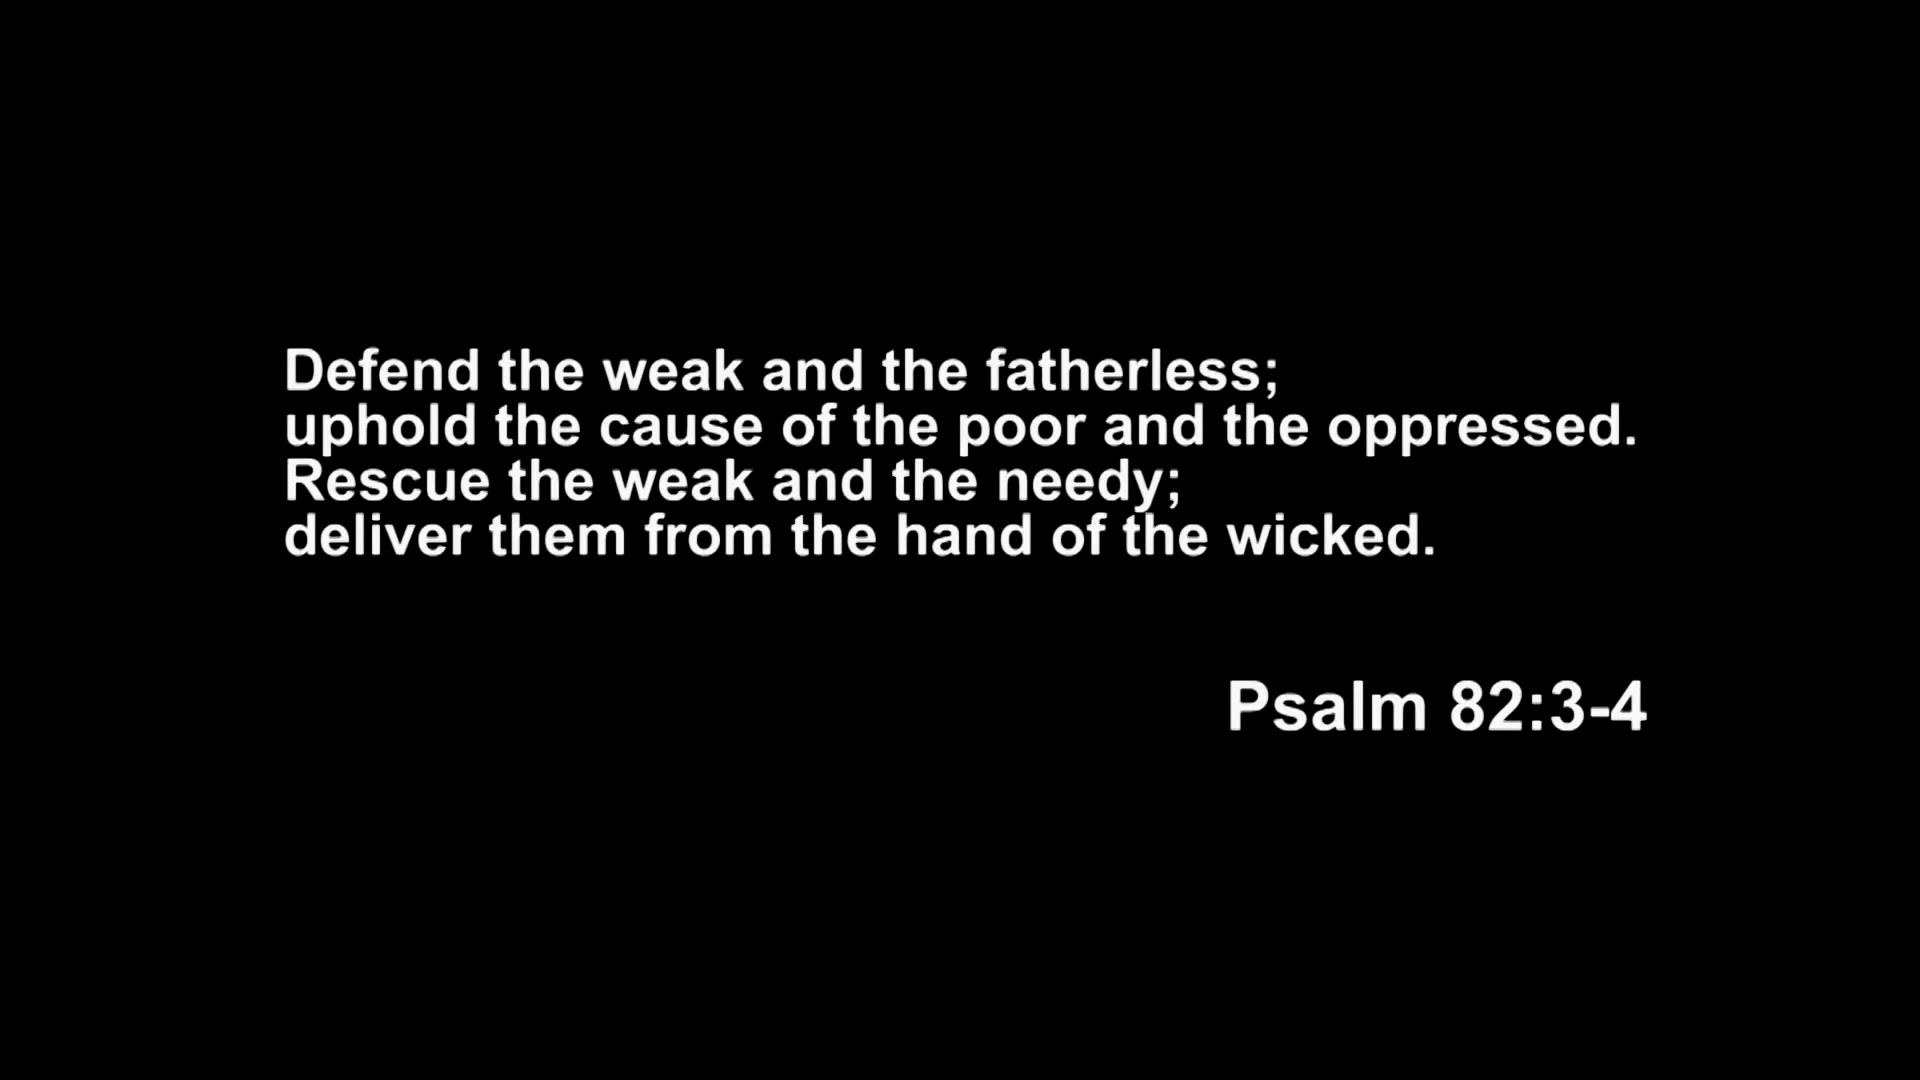 Defend the weak and the fatherless;
uphold the cause of the poor and the oppressed.
Rescue the weak and the needy;
deliver them from the hand of the wicked.
Psalm 82:3-4